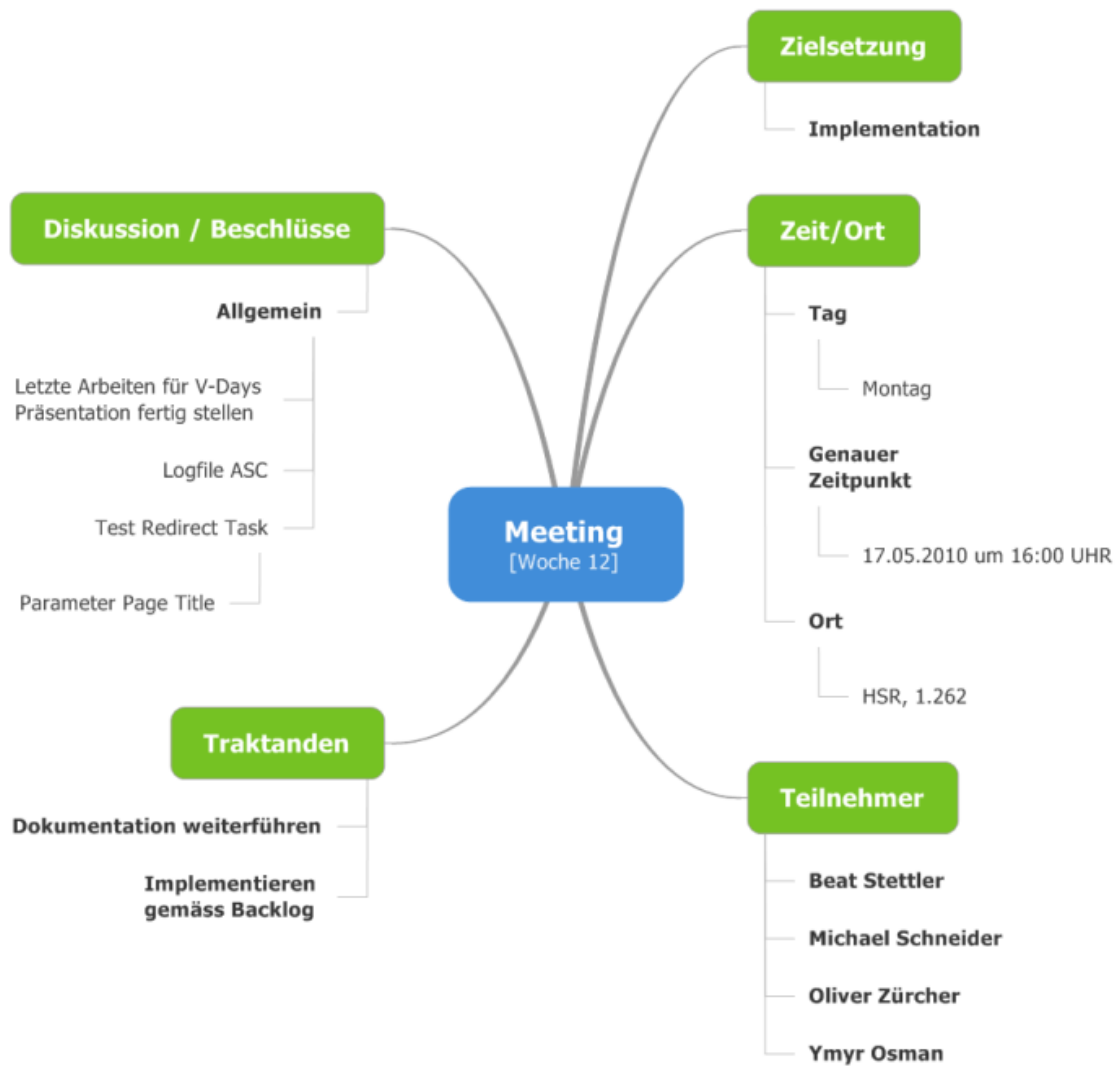 Zielsetzung
Implementation
Diskussion / Beschlüsse
Allgemein
Letzte Arbeiten für V-Days
Präsentation fertig stellen
Logfile ASC
Test Redirect Task
Parameter Page Title
Zeit/Ort
Tag
Montag
Genauer
Zeitpunkt
17.05.2010 um 16:00 UHR
Ort
HSR, 1.262
Meeting
[Woche 12]
Traktanden
Dokumentation weiterführen
Implementieren
gemäss Backlog
Teilnehmer
Beat Stettler
Michael Schneider
Oliver Zürcher
Ymyr Osman